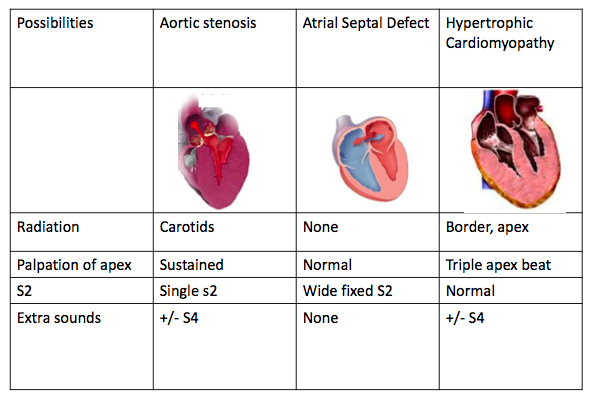 Possibilities Aortic stenosis Atrial Septal Defect Hypertrophic
Cardiomyopathy
Radiation Carotids None Border, apex
Palpation of apex Sustained Normal Triple apex beat
S2 Single s2 Wide fixed S2 Normal
Extra sounds +/- S4 None +/- S4